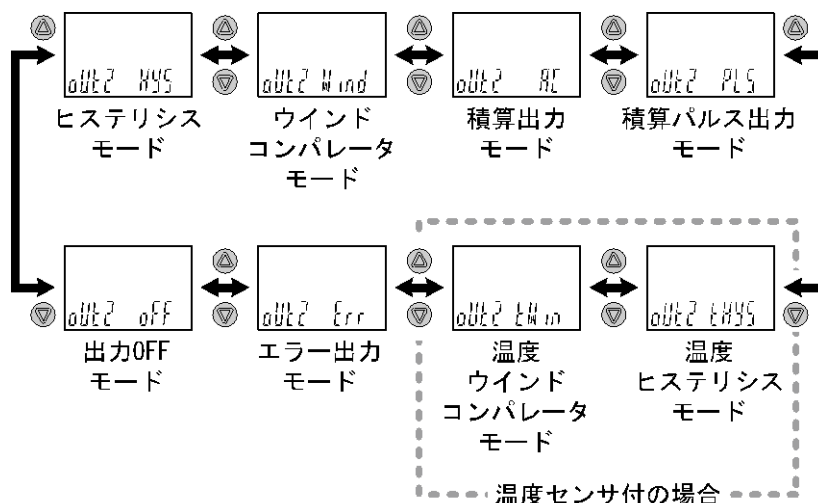 oUt2 HYS
ヒステリシス
モード
oUt2 Wind
ウインド
コンパレータ
モード
oUt2 AC
積算出力
モード
oUt2 PLS
積算パルス出力
モード
oUt2 oFF
出力OFF
モード
oUt2 Err
エラー出力
モード
oUt2 tWin
温度
ウインド
コンパレータ
モード
oUt2 tHYS
温度
ヒステリシス
モード
温度センサ付の場合